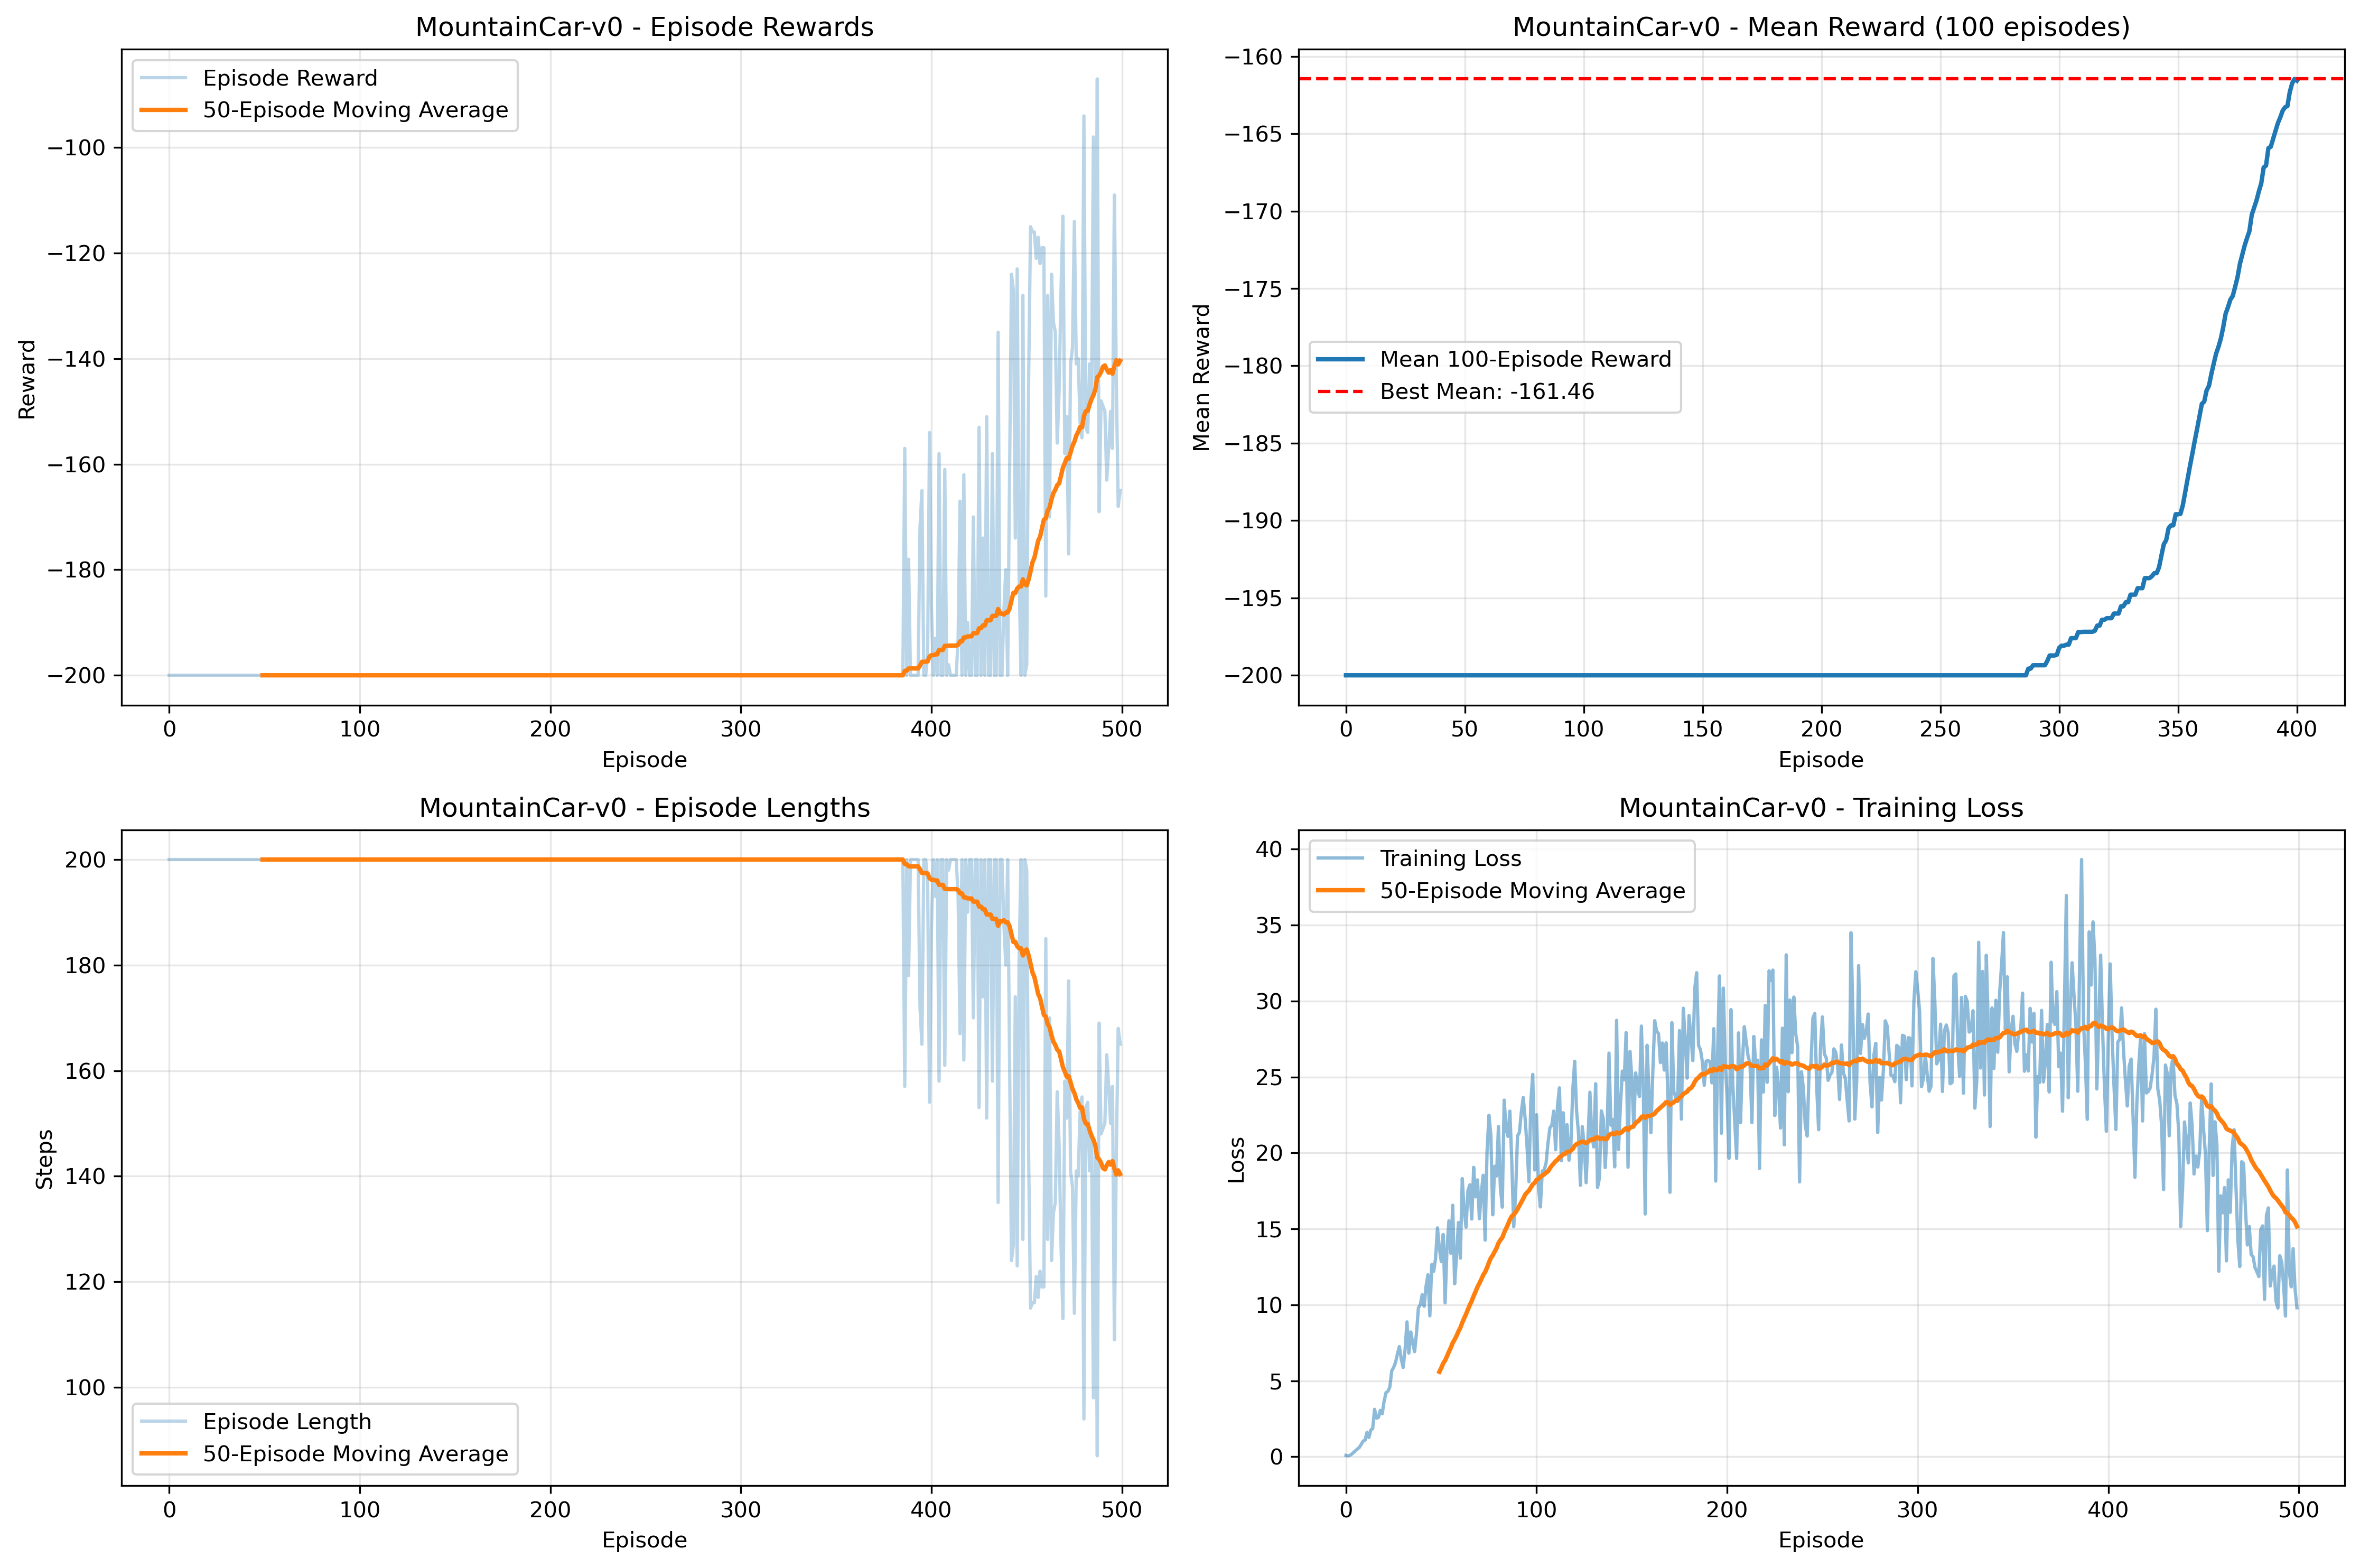 MountainCar-v0 - Episode Rewards
Episode Reward
50-Episode Moving Average
−100
−120
−140
−160
−180
−200
Reward
0 100 200 300 400 500
Episode
MountainCar-v0 - Mean Reward (100 episodes)
−160
−165
−170
−175
−180
−185
−190
−195
−200
Mean Reward
Mean 100-Episode Reward
Best Mean: -161.46
0 50 100 150 200 250 300 350 400
Episode
MountainCar-v0 - Episode Lengths
200
180
160
140
120
100
Steps
Episode Length
50-Episode Moving Average
0 100 200 300 400 500
Episode
MountainCar-v0 - Training Loss
Training Loss
50-Episode Moving Average
40
35
30
25
20
15
10
5
0
Loss
0 100 200 300 400 500
Episode